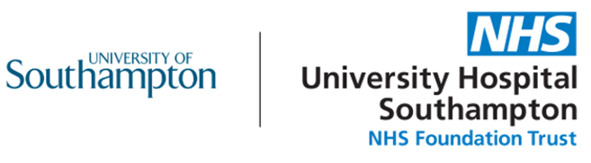 UNIVERSITY OF
Southampton
NHS
University Hospital
Southampton
NHS Foundation Trust